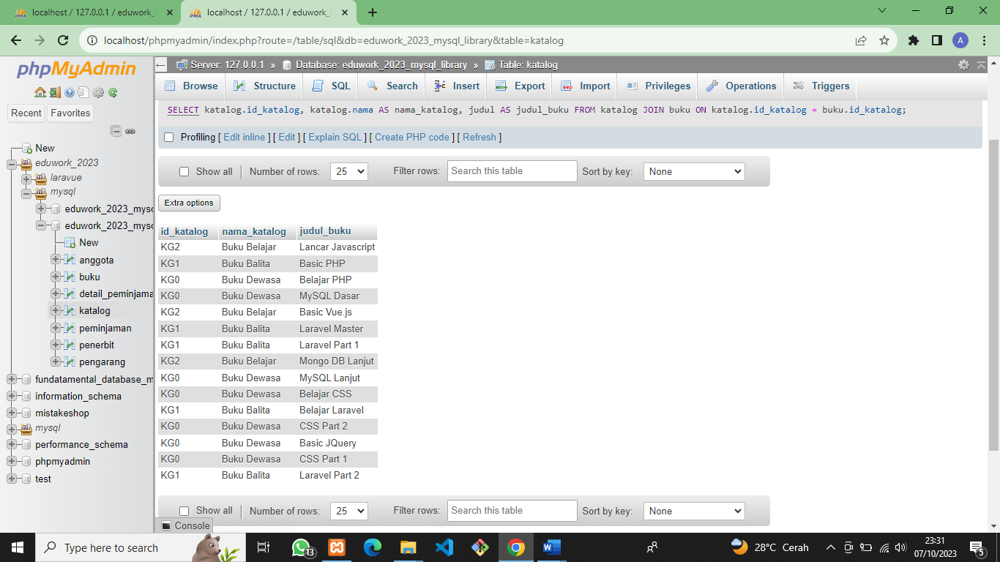 localhost / 127.0.0.1 / eduwork_2
localhost / 127.0.0.1 / eduwork_2
localhost/phpmyadmin/index.php?route=/table/sql&db=eduwork_2023_mysql_library&table=katalog
A
phpMyAdmin
Recent
Favorites
New
eduwork_2023
laravue
mysql
eduwork_2023_mysc
eduwork_2023_mysc
New
anggota
buku
detail_peminjama
katalog
peminjaman
penerbit
pengarang
fundatamental_database_m
information_schema
mistakeshop
mysql
performance_schema
phpmyadmin
test
Server: 127.0.0.1 » Database: eduwork_2023_mysql_library » Table: katalog
Browse Structure SQL Search Insert Export Import Privileges Operations Triggers
SELECT katalog.id_katalog, katalog.nama AS nama_katalog, judul AS judul_buku FROM katalog JOIN buku ON katalog.id_katalog = buku.id_katalog;
Profiling [ Edit inline ] [ Edit ] [ Explain SQL ] [ Create PHP code ] [ Refresh ]
Show all Number of rows: 25 Filter rows: Search this table Sort by key: None
Extra options
id_katalog nama_katalog judul_buku
KG2 Buku Belajar Lancar Javascript
KG1 Buku Balita Basic PHP
KG0 Buku Dewasa Belajar PHP
KG0 Buku Dewasa MySQL Dasar
KG2 Buku Belajar Basic Vue.js
KG1 Buku Balita Laravel Master
KG1 Buku Balita Laravel Part 1
KG2 Buku Belajar Mongo DB Lanjut
KG0 Buku Dewasa MySQL Lanjut
KG0 Buku Dewasa Belajar CSS
KG1 Buku Balita Belajar Laravel
KG0 Buku Dewasa CSS Part 2
KG0 Buku Dewasa Basic JQuery
KG0 Buku Dewasa CSS Part 1
KG1 Buku Balita Laravel Part 2
Show all Number of rows: 25 Filter rows: Search this table Sort by key: None
Console
Type here to search
13
28°C Cerah
23:31
07/10/2023
5